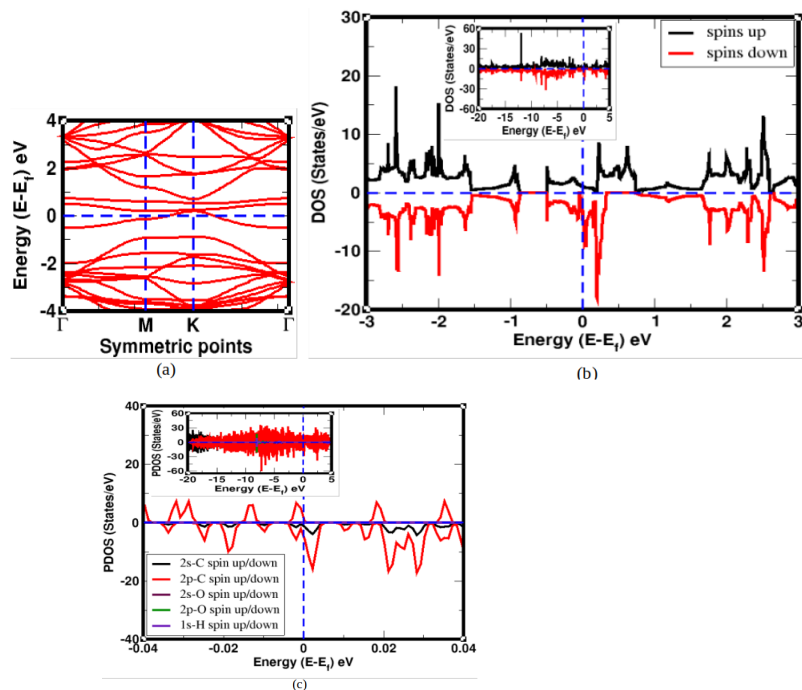 4
2
0
-2
-4
Energy (E-E_f) eV
Γ M K Γ
Symmetric points
(a)
30
20
10
0
-10
-20
DOS (States/eV)
-3 -2 -1 0 1 2 3
Energy (E-E_f) eV
spins up
spins down
60
30
0
-30
-60
DOS (States/eV)
-20 -15 -10 -5 0 5
Energy (E-E_f) eV
(b)
40
20
0
-20
-40
PDOS (States/eV)
60
30
0
-30
-60
PDOS (States/eV)
-20 -15 -10 -5 0 5
Energy (E-E_f) eV
2s-C spin up/down
2p-C spin up/down
2s-O spin up/down
2p-O spin up/down
1s-H spin up/down
-0.04 -0.02 0 0.02 0.04
Energy (E-E_f) eV
(c)